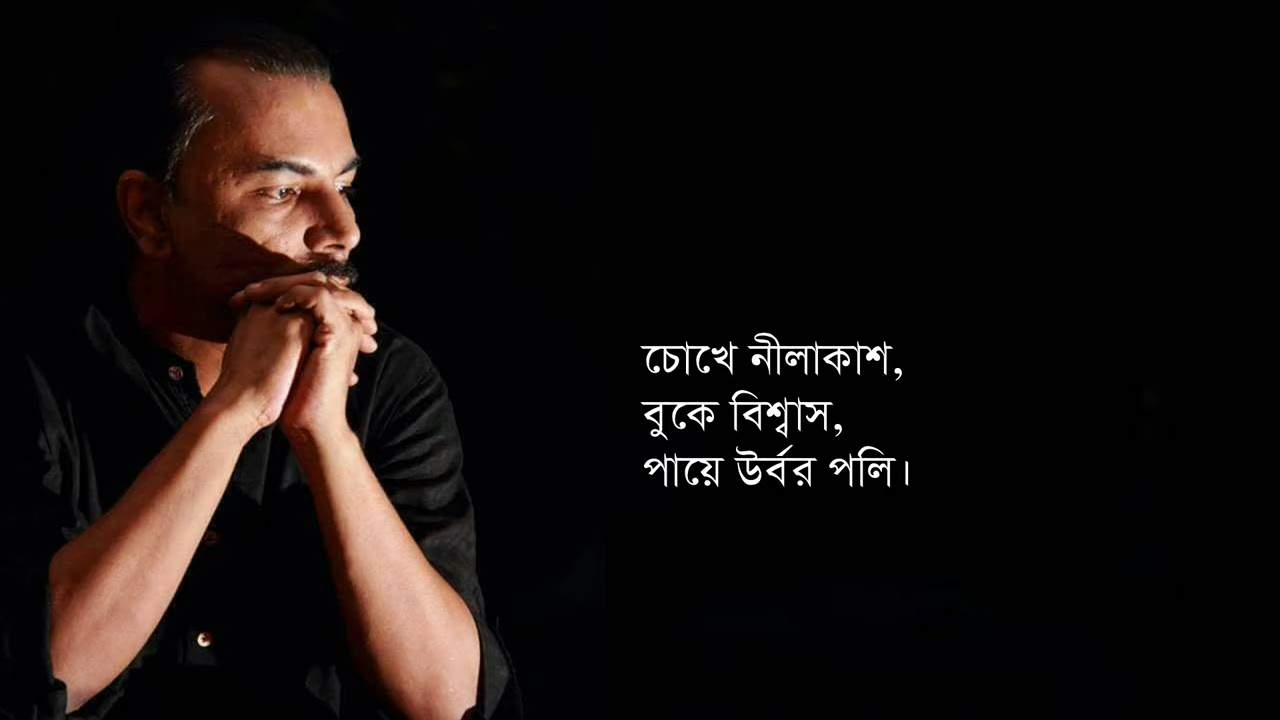 চোখে নীলাকাশ,
বুকে বিশ্বাস,
পায়ে উর্বর পলি।